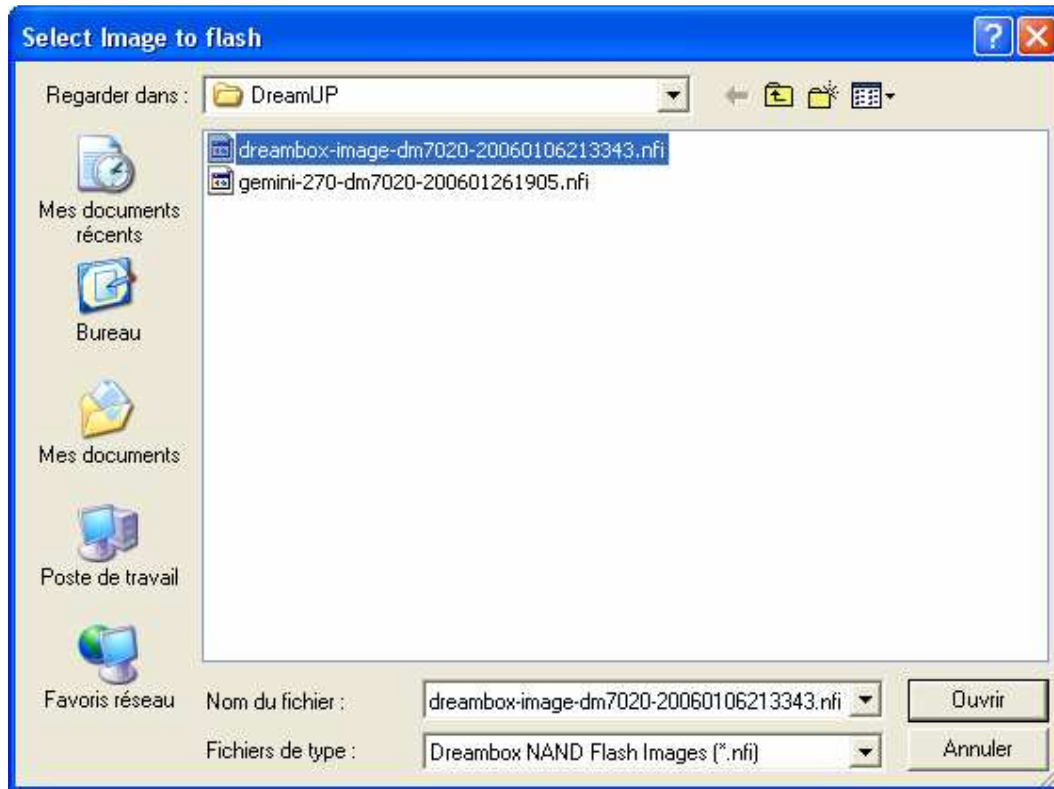 Select Image to flash
Regarder dans :
DreamUP
dreambox-image-dm7020-20060106213343.nfi
gemini-270-dm7020-200601261905.nfi
Mes documents
récents
Bureau
Mes documents
Poste de travail
Favoris réseau
Nom du fichier :
dreambox-image-dm7020-20060106213343.nfi
Ouvrir
Fichiers de type :
Dreambox NAND Flash Images (*.nfi)
Annuler